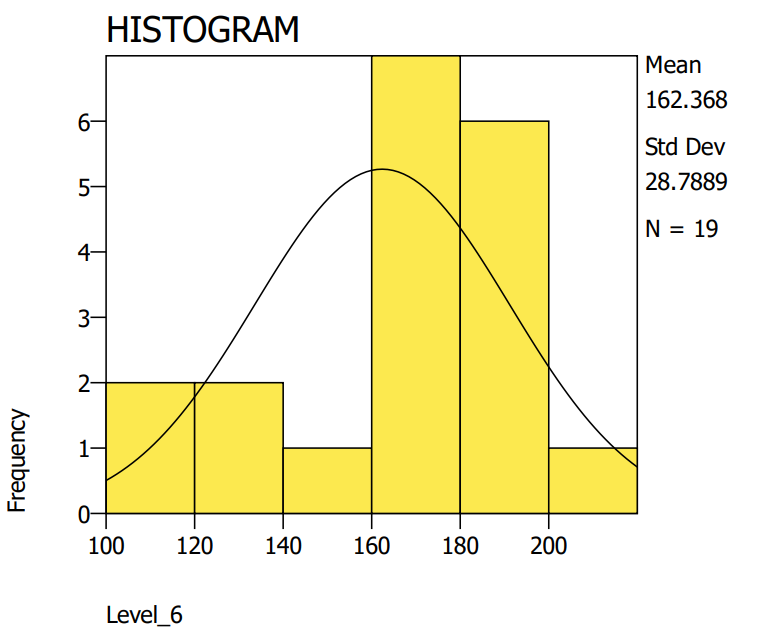 HISTOGRAM
Mean
162.368
Std Dev
28.7889
N = 19
Frequency
6
5
4
3
2
1
0
100 120 140 160 180 200
Level_6